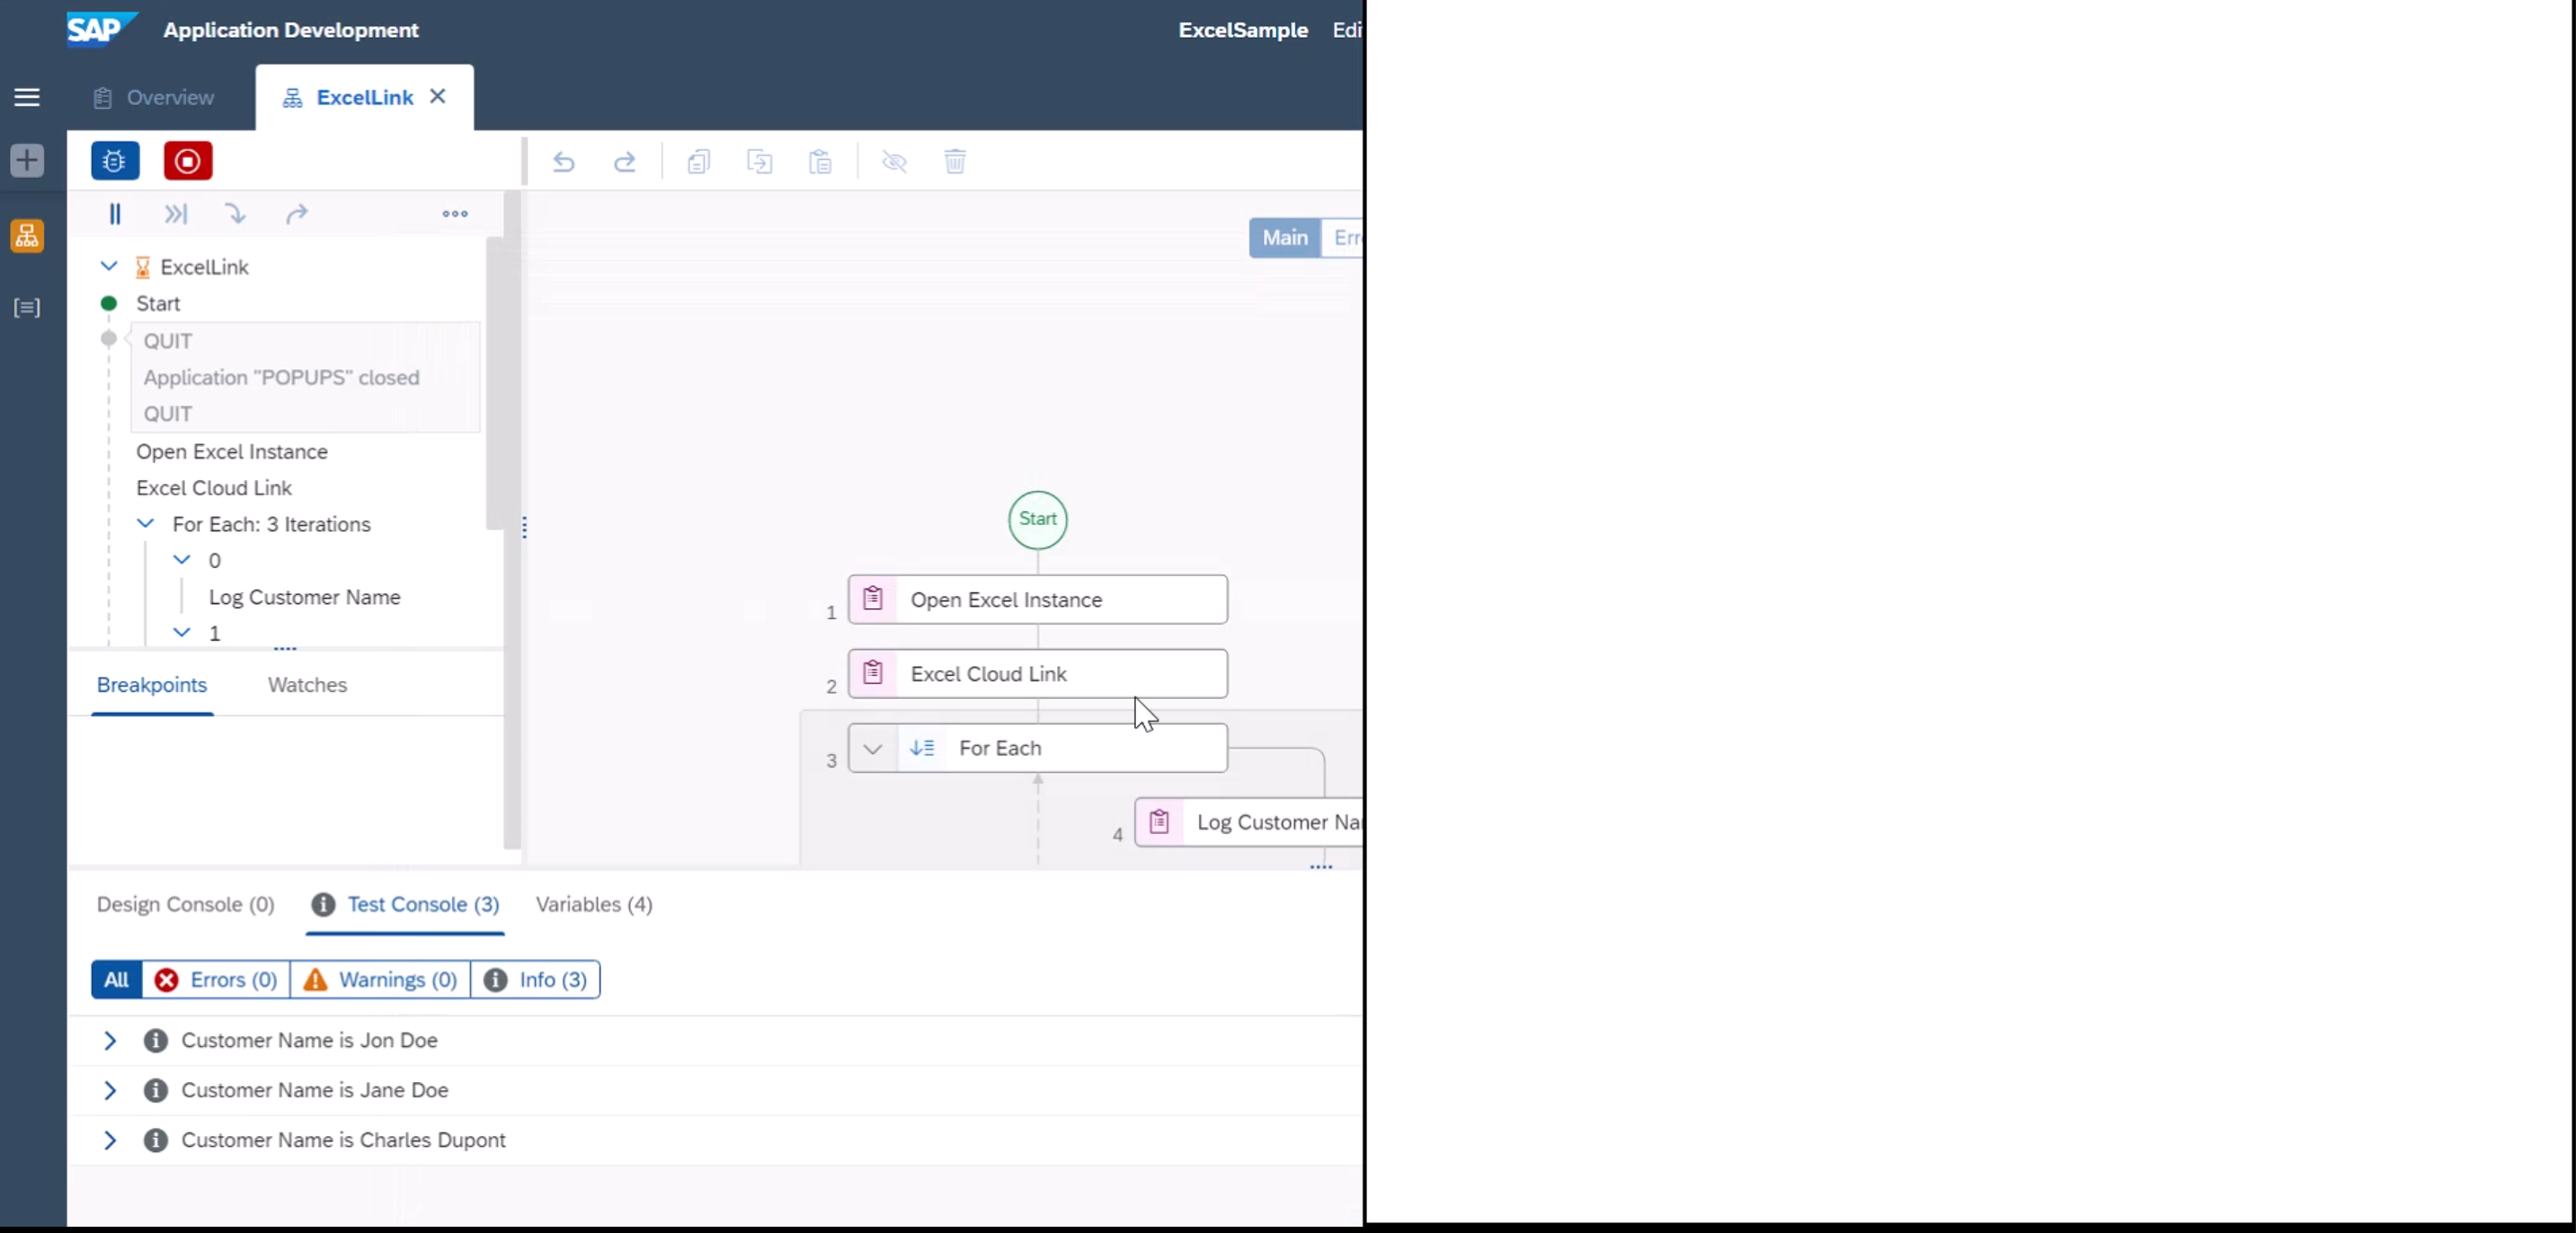 SAP Application Development ExcelSample Edi
Overview ExcelLink
Main Err
ExcelLink
Start
QUIT
Application "POPUPS" closed
QUIT
Open Excel Instance
Excel Cloud Link
For Each: 3 Iterations
0
Log Customer Name
1
Breakpoints Watches
Start
1 Open Excel Instance
2 Excel Cloud Link
3 For Each
4 Log Customer Na
Design Console (0) Test Console (3) Variables (4)
All Errors (0) Warnings (0) Info (3)
Customer Name is Jon Doe
Customer Name is Jane Doe
Customer Name is Charles Dupont